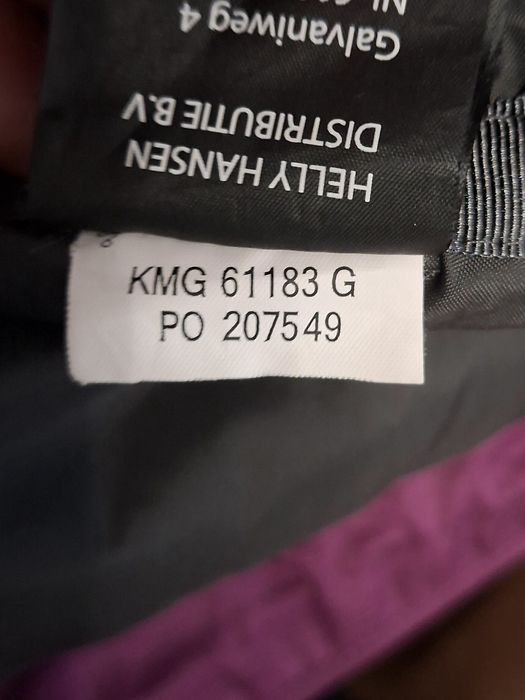 KMG 61183 G
PO 207549
HELLY HANSEN
DISTRIBUTIE B.V
Galvaniweg 4